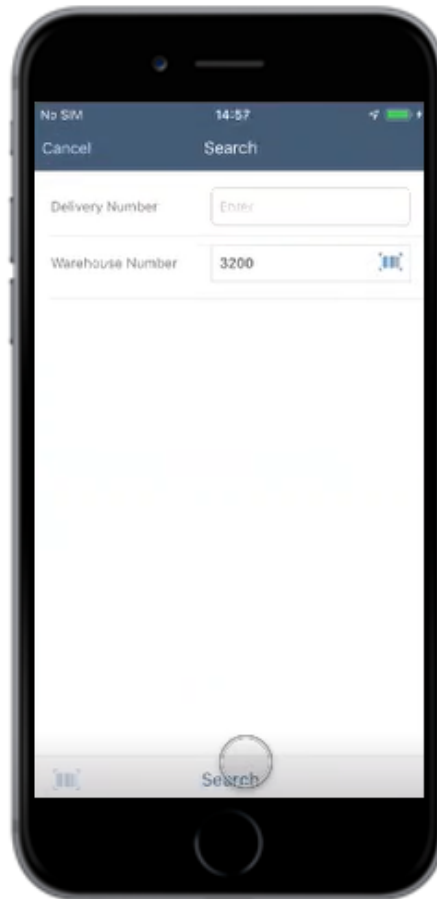 No SIM 14:57
Cancel Search
Delivery Number Enter
Warehouse Number 3200
Search